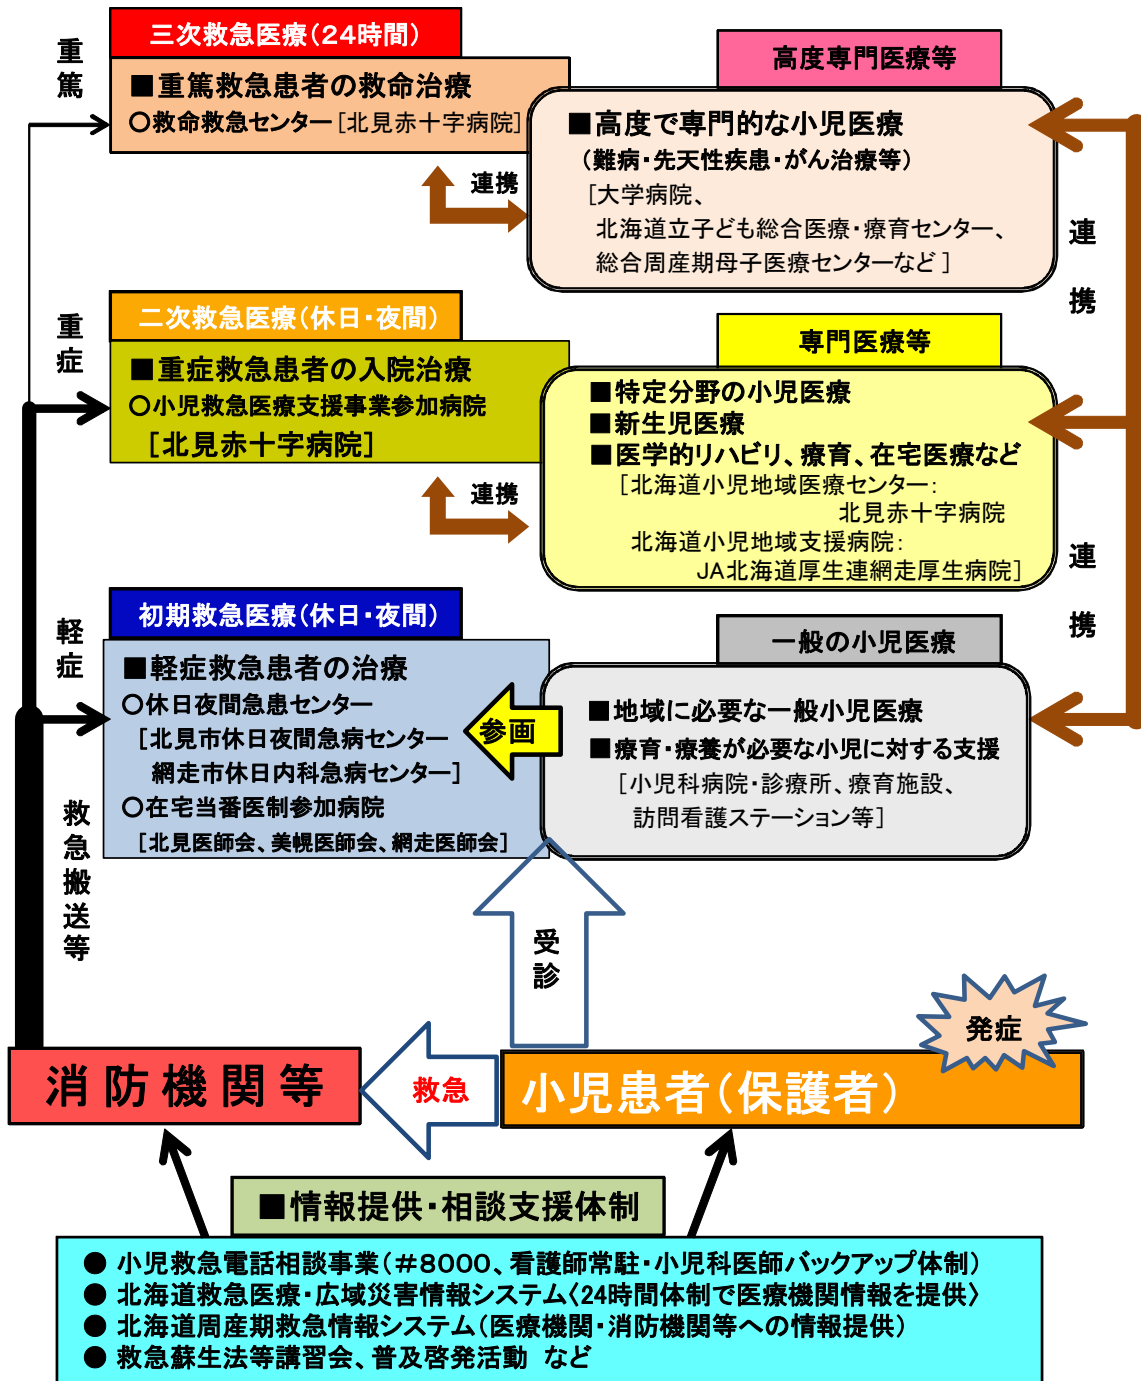 三次救急医療(24時間)
重篤
■重篤救急患者の救命治療
○救命救急センター[北見赤十字病院]
高度専門医療等
■高度で専門的な小児医療
(難病・先天性疾患・がん治療等)
[大学病院、
北海道立子ども総合医療・療育センター、
総合周産期母子医療センターなど]
連携
連携
二次救急医療(休日・夜間)
重症
■重症救急患者の入院治療
○小児救急医療支援事業参加病院
[北見赤十字病院]
専門医療等
■特定分野の小児医療
■新生児医療
■医学的リハビリ、療育、在宅医療など
[北海道小児地域医療センター:
北見赤十字病院
北海道小児地域支援病院:
JA北海道厚生連網走厚生病院]
連携
連携
初期救急医療(休日・夜間)
軽症
■軽症救急患者の治療
○休日夜間急患センター
[北見市休日夜間急病センター
網走市休日内科急病センター]
○在宅当番医制参加病院
[北見医師会、美幌医師会、網走医師会]
参画
一般の小児医療
■地域に必要な一般小児医療
■療育・療養が必要な小児に対する支援
[小児科病院・診療所、療育施設、
訪問看護ステーション等]
救急搬送等
受診
発症
消防機関等
救急
小児患者(保護者)
■情報提供・相談支援体制
● 小児救急電話相談事業(#8000、看護師常駐・小児科医師バックアップ体制)
● 北海道救急医療・広域災害情報システム〈24時間体制で医療機関情報を提供〉
● 北海道周産期救急情報システム(医療機関・消防機関等への情報提供)
● 救急蘇生法等講習会、普及啓発活動 など